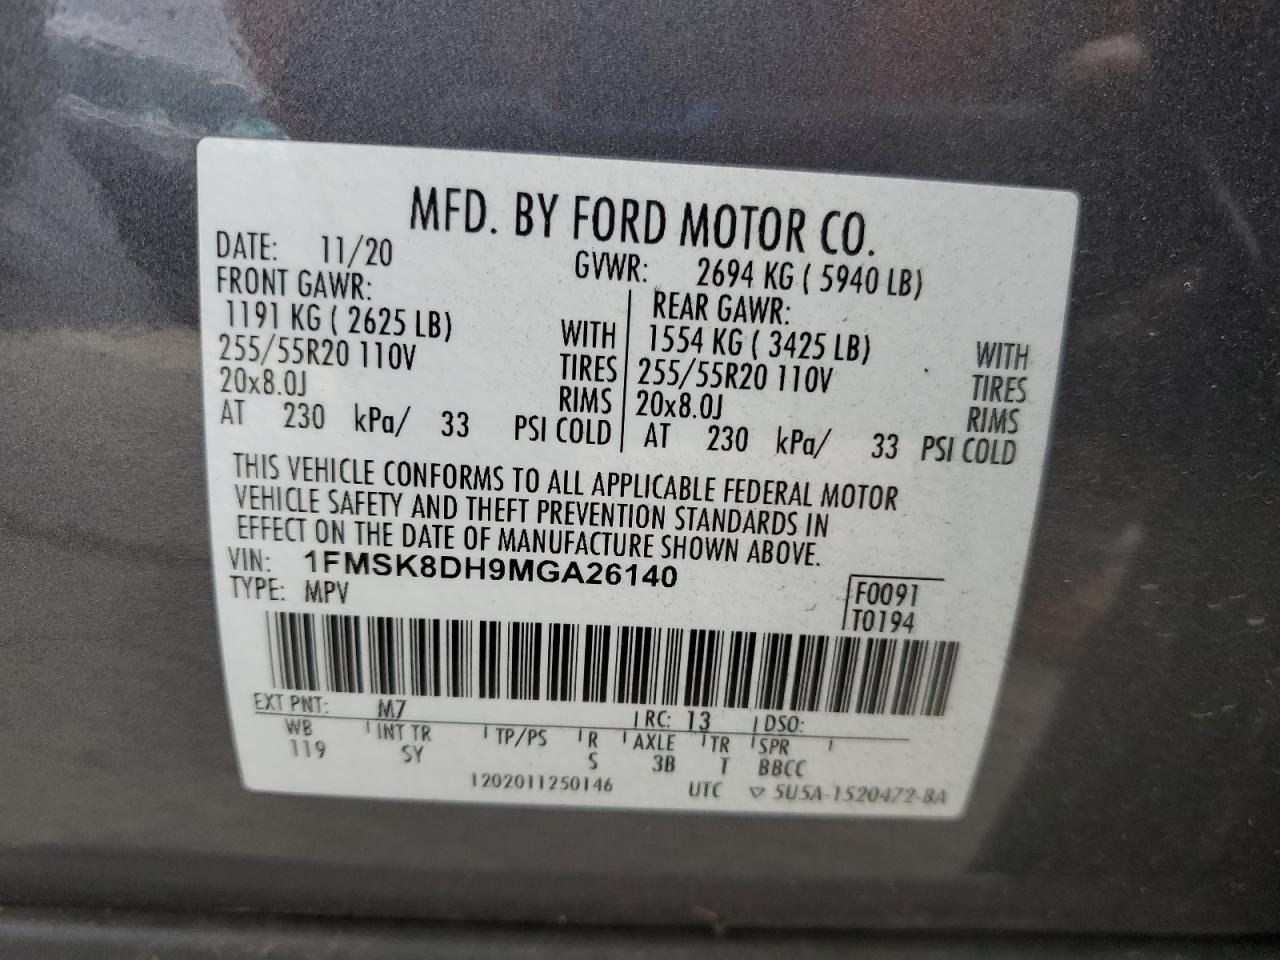 MFD. BY FORD MOTOR CO.
DATE: 11/20 GVWR: 2694 KG ( 5940 LB)
FRONT GAWR: REAR GAWR:
1191 KG ( 2625 LB) WITH 1554 KG ( 3425 LB) WITH
255/55R20 110V TIRES 255/55R20 110V TIRES
20x8.0J RIMS 20x8.0J RIMS
AT 230 kPa/ 33 PSI COLD AT 230 kPa/ 33 PSI COLD
THIS VEHICLE CONFORMS TO ALL APPLICABLE FEDERAL MOTOR
VEHICLE SAFETY AND THEFT PREVENTION STANDARDS IN
EFFECT ON THE DATE OF MANUFACTURE SHOWN ABOVE.
VIN: 1FMSK8DH9MGA26140
TYPE: MPV
F0091
T0194
EXT PNT: M7 RC: 13 DSO:
WB INT TR TP/PS R AXLE TR SPR
119 SY S 3B T BBCC
1202011250146 UTC ▽ 5U5A-1520472-BA